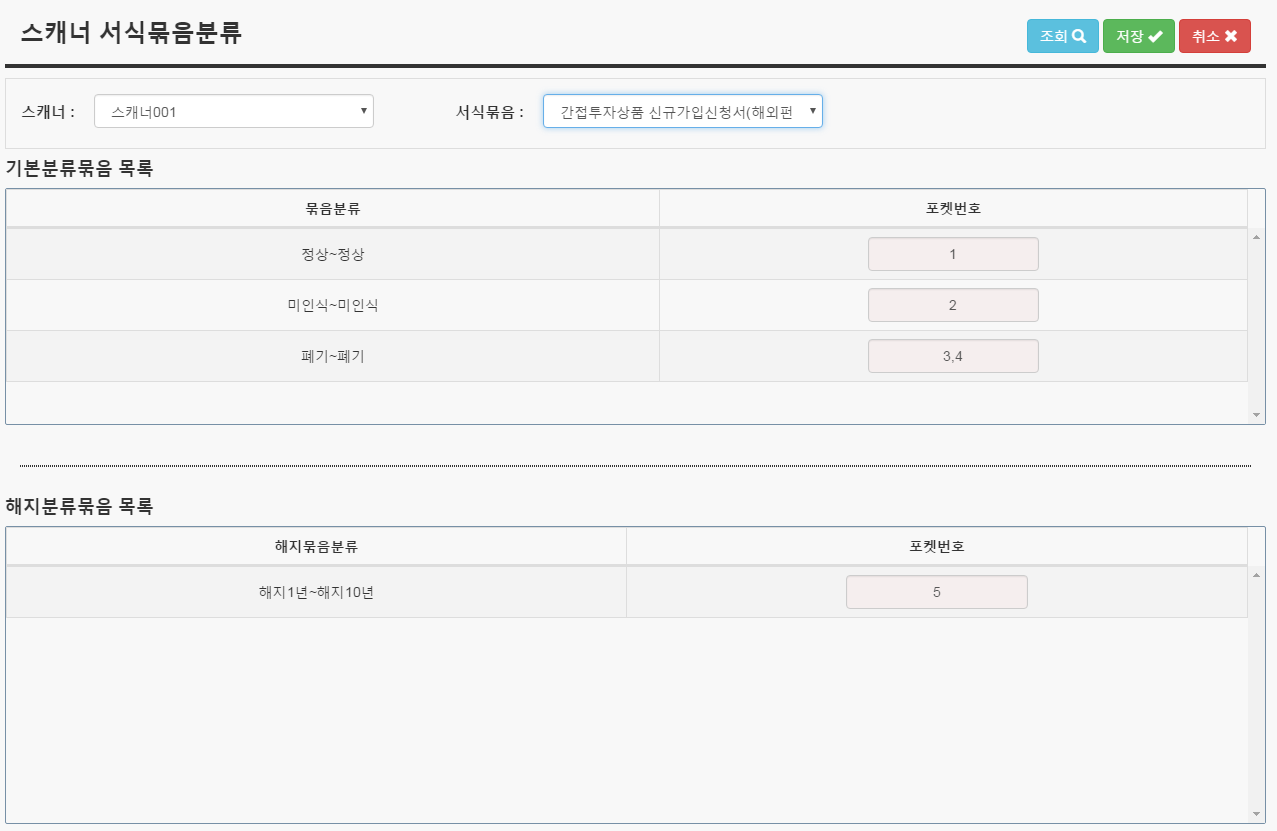 스캐너 서식묶음분류
조회 저장 취소
스캐너 : 스캐너001 서식묶음 : 간접투자상품 신규가입신청서(해외펀
기본분류묶음 목록
묶음분류 포켓번호
정상~정상 1
미인식~미인식 2
폐기~폐기 3,4
해지분류묶음 목록
해지묶음분류 포켓번호
해지1년~해지10년 5